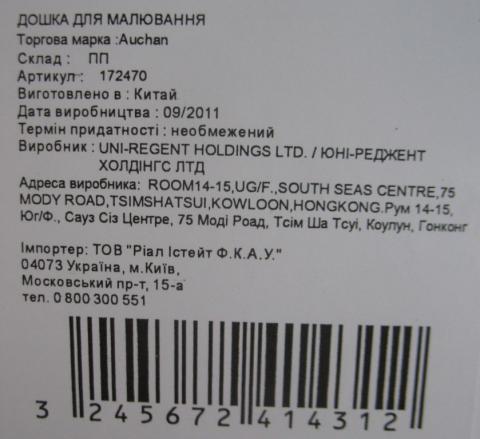 ДОШКА ДЛЯ МАЛЮВАННЯ
Торгова марка :Auchan
Склад : ПП
Артикул : 172470
Виготовлено в : Китай
Дата виробництва : 09/2011
Термін придатності : необмежений
Виробник : UNI-REGENT HOLDINGS LTD. / ЮНІ-РЕДЖЕНТ
ХОЛДІНГС ЛТД
Адреса виробника: ROOM14-15,UG/F.,SOUTH SEAS CENTRE,75
MODY ROAD,TSIMSHATSUI,KOWLOON,HONGKONG.Рум 14-15,
Юг/Ф., Сауз Сіз Центре, 75 Моді Роад, Тсім Ша Тсуі, Коулун, Гонконг
Імпортер: ТОВ "Ріал Істейт Ф.К.А.У."
04073 Україна, м.Київ,
Московський пр-т, 15-а
тел. 0 800 300 551
3 245672 414312